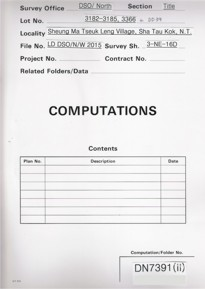 Survey Office DSO/ North Section Title
Lot No. 3182-3185, 3366
Locality Sheung Ma Tseuk Leng Village, Sha Tau Kok, N.T.
File No. LD DSO/N/W 2015 Survey Sh. 3-NE-16D
Project No. Contract No.
Related Folders/Data
COMPUTATIONS
Contents
Plan No. Description Date
Computation/Folder No.
DN7391(ii)